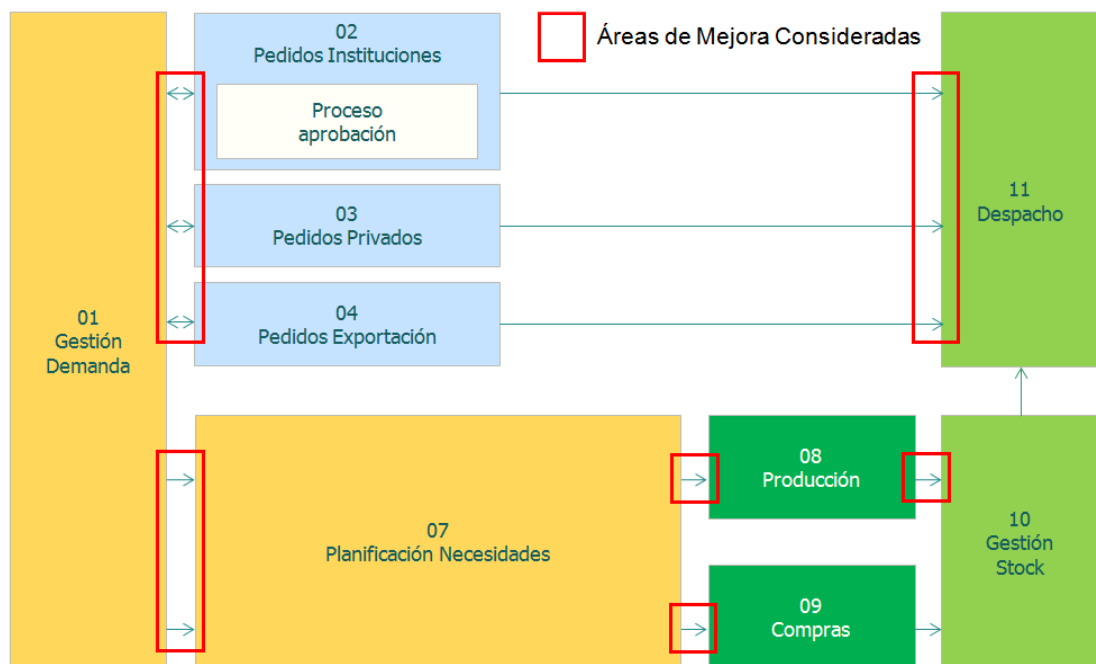 Áreas de Mejora Consideradas
02
Pedidos Instituciones
Proceso
aprobación
03
Pedidos Privados
04
Pedidos Exportación
01
Gestión
Demanda
11
Despacho
07
Planificación Necesidades
08
Producción
09
Compras
10
Gestión
Stock